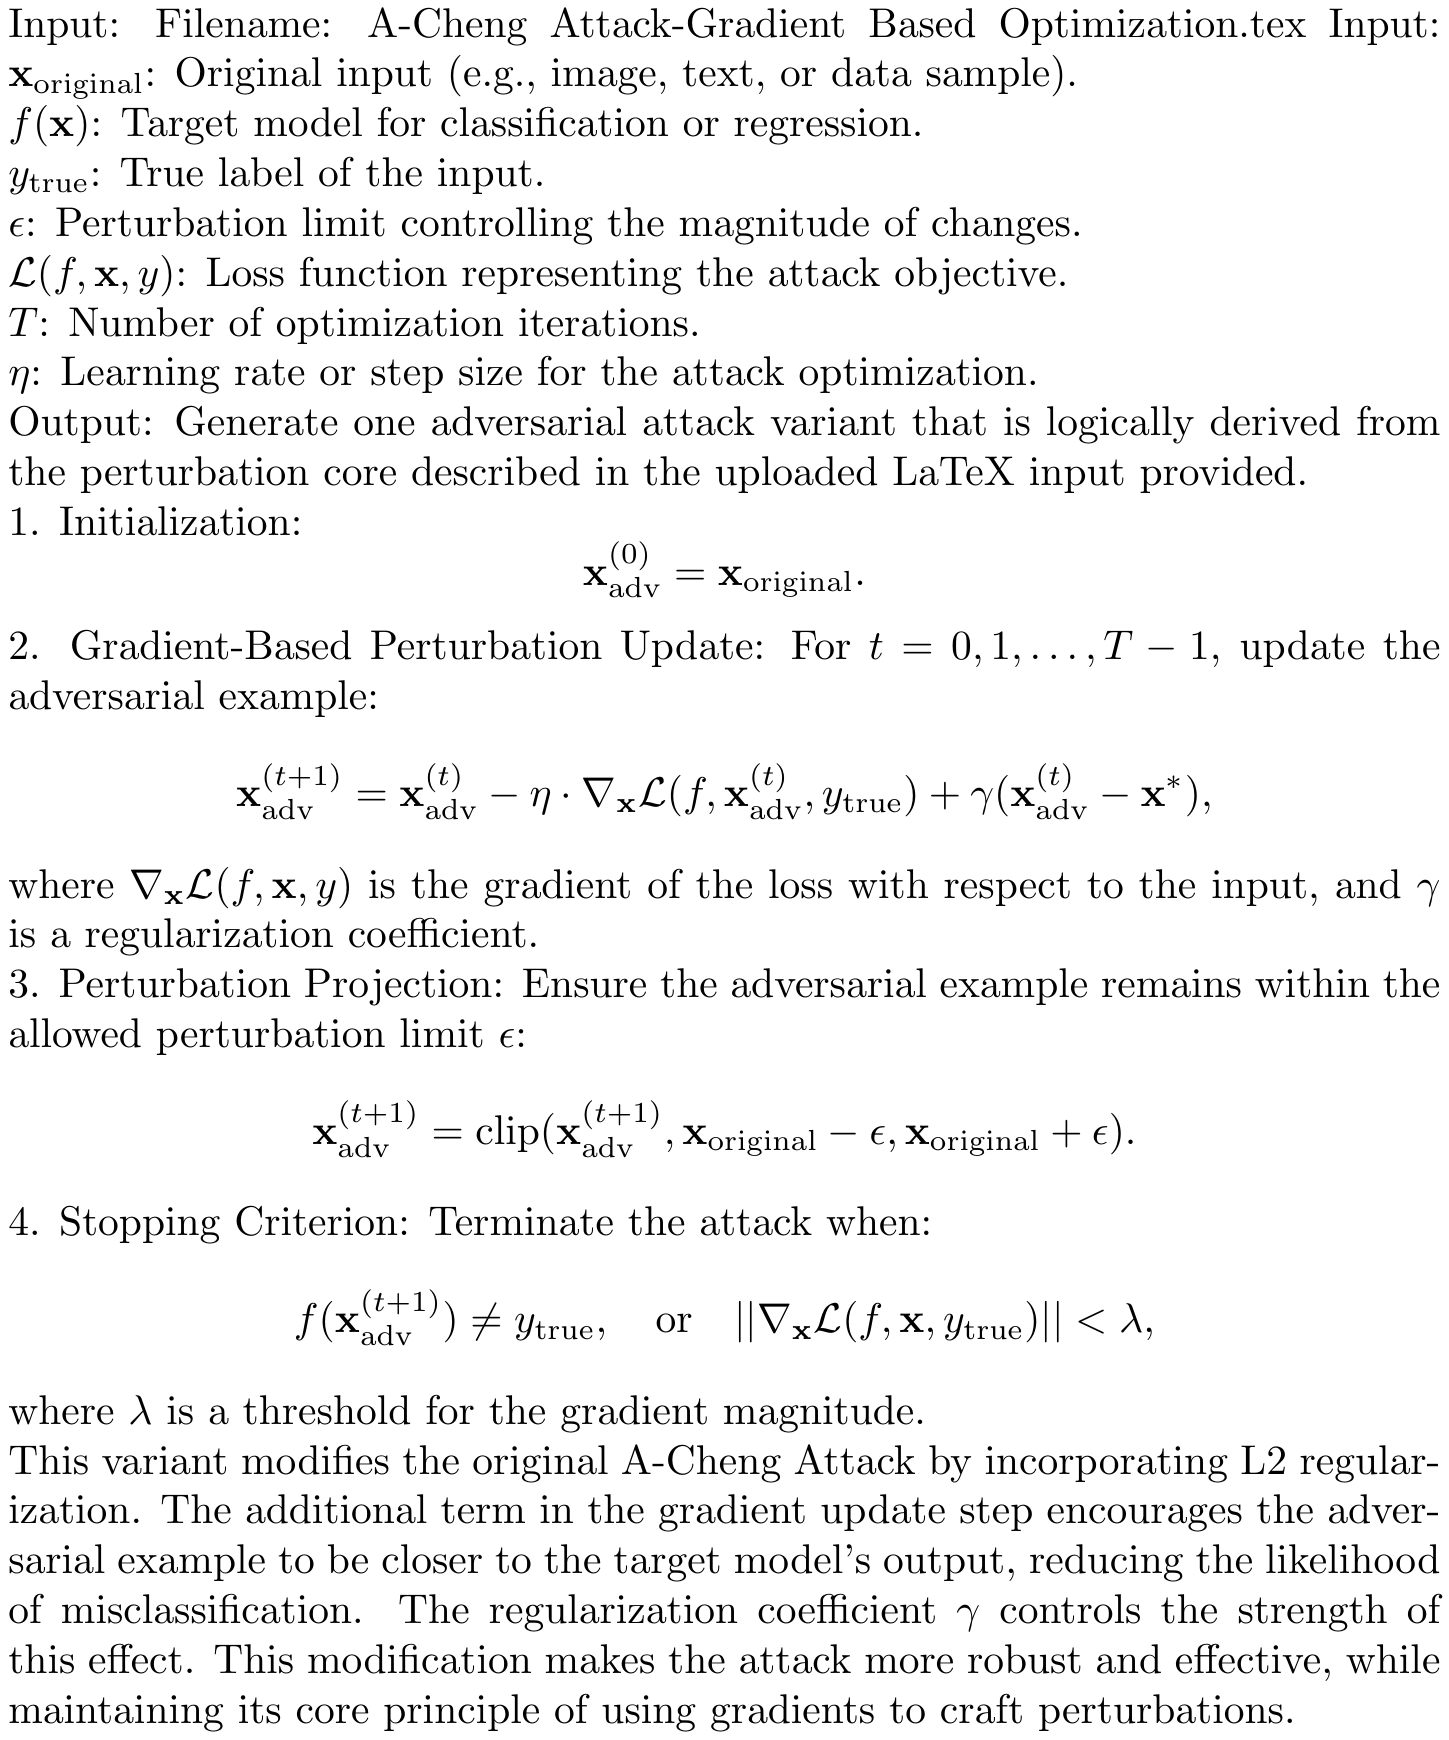 Input: Filename: A-Cheng Attack-Gradient Based Optimization.tex Input:
$\mathbf{x}_{\text{original}}$: Original input (e.g., image, text, or data sample).
$f(\mathbf{x})$: Target model for classification or regression.
$y_{\text{true}}$: True label of the input.
$\epsilon$: Perturbation limit controlling the magnitude of changes.
$\mathcal{L}(f, \mathbf{x}, y)$: Loss function representing the attack objective.
$T$: Number of optimization iterations.
$\eta$: Learning rate or step size for the attack optimization.
Output: Generate one adversarial attack variant that is logically derived from
the perturbation core described in the uploaded LaTeX input provided.
1. Initialization:
$\mathbf{x}_{\text{adv}}^{(0)} = \mathbf{x}_{\text{original}}.$
2. Gradient-Based Perturbation Update: For $t = 0, 1, \ldots, T - 1$, update the
adversarial example:
$\mathbf{x}_{\text{adv}}^{(t+1)} = \mathbf{x}_{\text{adv}}^{(t)} - \eta \cdot \nabla_{\mathbf{x}} \mathcal{L}(f, \mathbf{x}_{\text{adv}}^{(t)}, y_{\text{true}}) + \gamma(\mathbf{x}_{\text{adv}}^{(t)} - \mathbf{x}^*),$
where $\nabla_{\mathbf{x}} \mathcal{L}(f, \mathbf{x}, y)$ is the gradient of the loss with respect to the input, and $\gamma$
is a regularization coefficient.
3. Perturbation Projection: Ensure the adversarial example remains within the
allowed perturbation limit $\epsilon$:
$\mathbf{x}_{\text{adv}}^{(t+1)} = \text{clip}(\mathbf{x}_{\text{adv}}^{(t+1)}, \mathbf{x}_{\text{original}} - \epsilon, \mathbf{x}_{\text{original}} + \epsilon).$
4. Stopping Criterion: Terminate the attack when:
$f(\mathbf{x}_{\text{adv}}^{(t+1)}) \neq y_{\text{true}}, \quad \text{or} \quad ||\nabla_{\mathbf{x}} \mathcal{L}(f, \mathbf{x}, y_{\text{true}})|| < \lambda,$
where $\lambda$ is a threshold for the gradient magnitude.
This variant modifies the original A-Cheng Attack by incorporating L2 regular-
ization. The additional term in the gradient update step encourages the adver-
sarial example to be closer to the target model's output, reducing the likelihood
of misclassification. The regularization coefficient $\gamma$ controls the strength of
this effect. This modification makes the attack more robust and effective, while
maintaining its core principle of using gradients to craft perturbations.